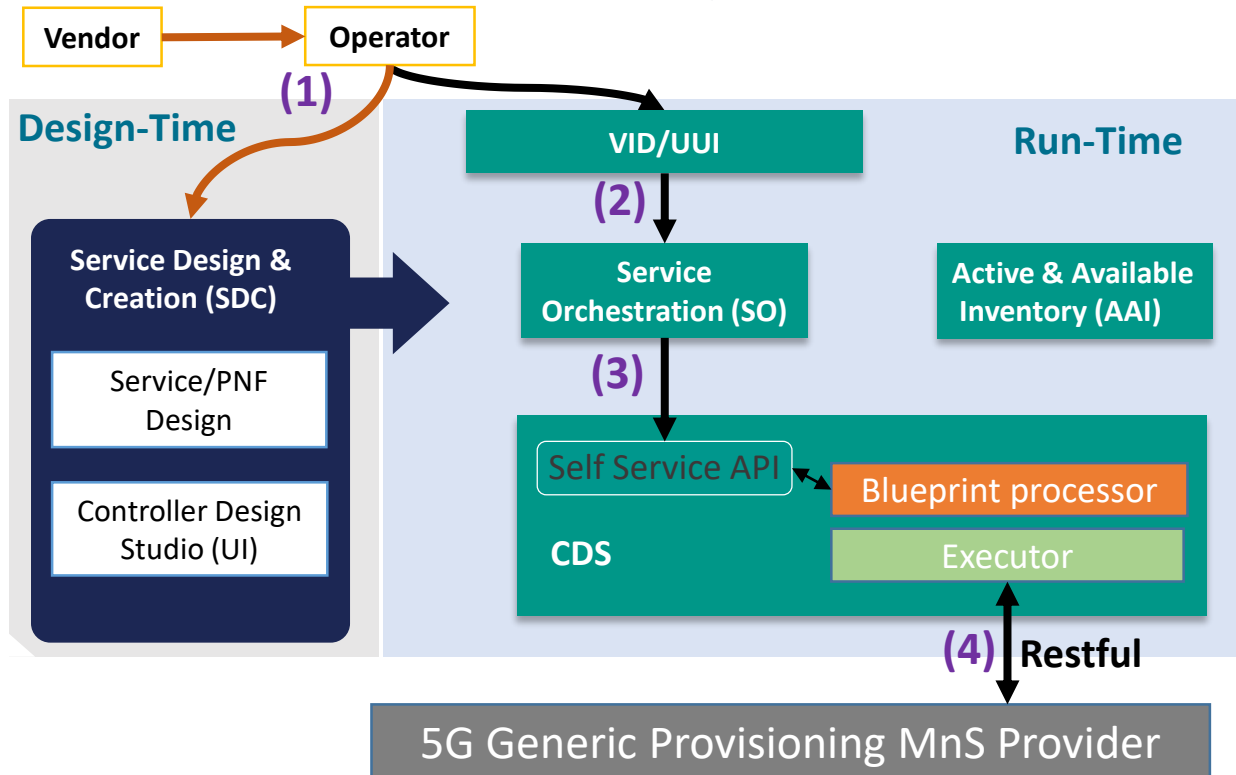 Vendor
Operator
(1)
Design-Time
Run-Time
VID/UUI
(2)
Service Design &
Creation (SDC)
Service
Orchestration (SO)
Active & Available
Inventory (AAI)
Service/PNF
Design
(3)
Controller Design
Studio (UI)
Self Service API
Blueprint processor
CDS
Executor
(4)
Restful
5G Generic Provisioning MnS Provider